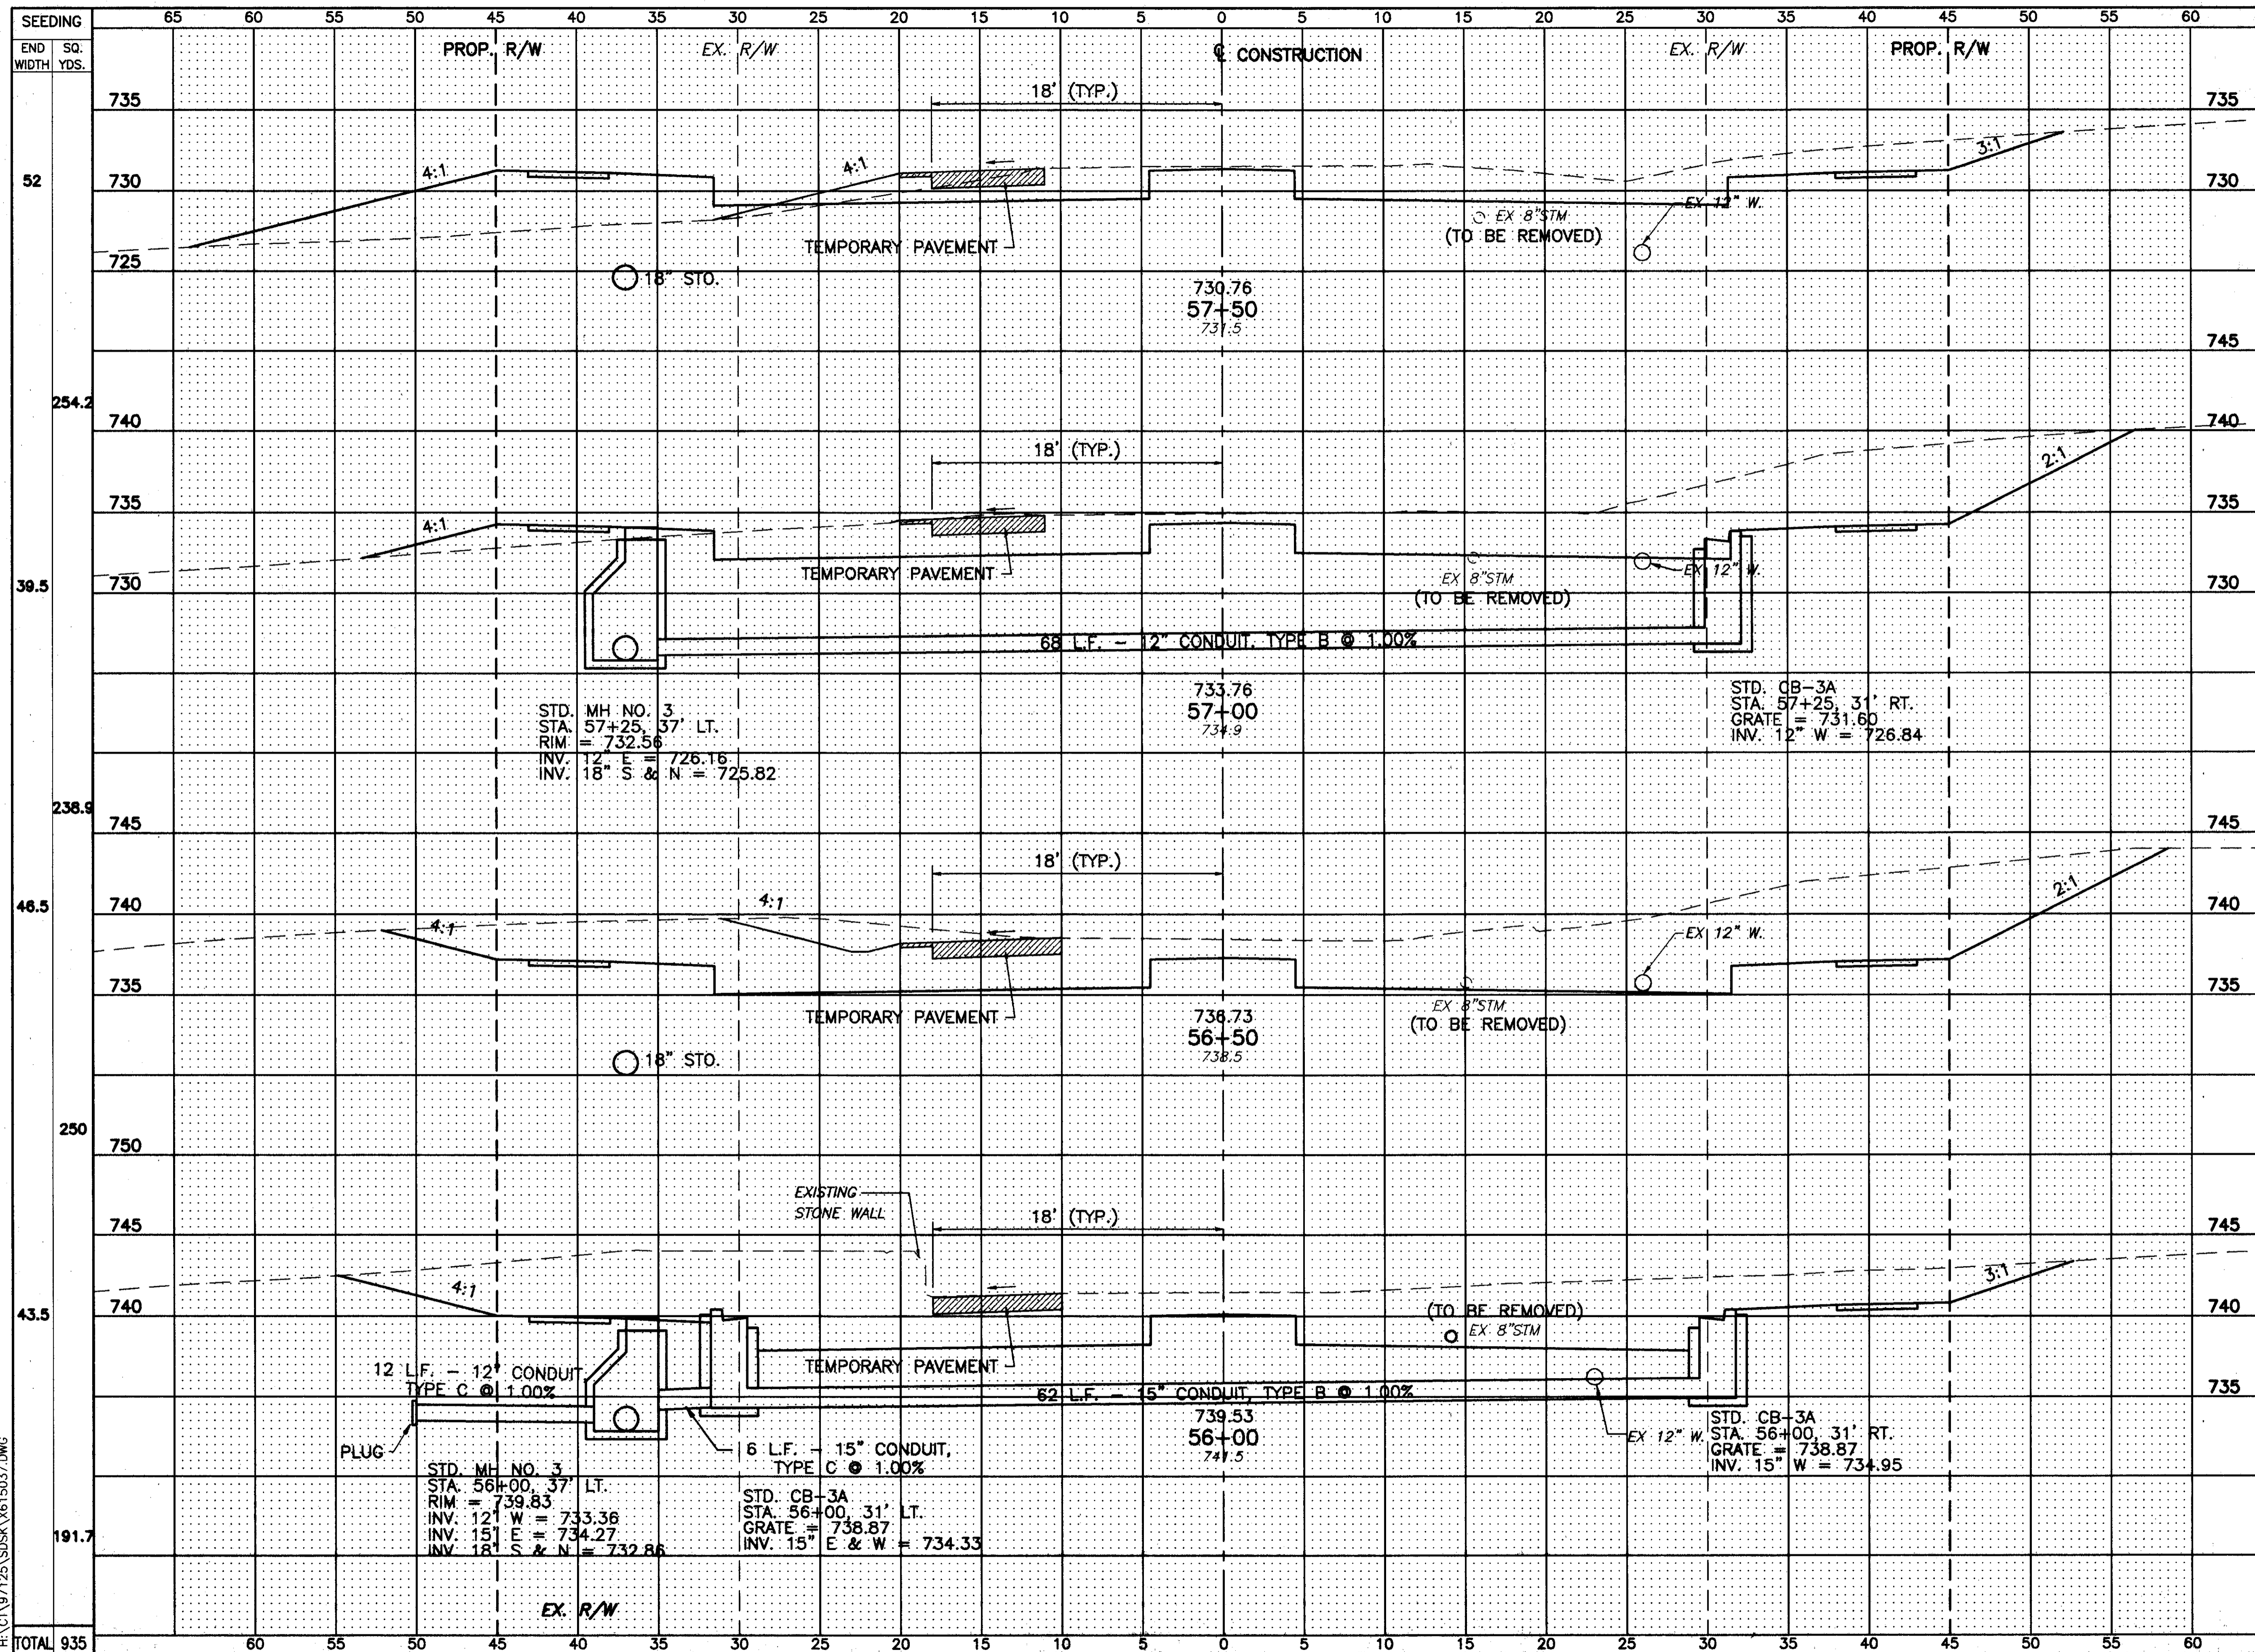 SEEDING
END WIDTH
SQ. YDS.
65 60 55 50 45 40 35 30 25 20 15 10 5 0 5 10 15 20 25 30 35 40 45 50 55 60
PROP. R/W
EX. R/W
℄ CONSTRUCTION
EX. R/W
PROP. R/W
735
18' (TYP.)
735
4:1
4:1
3:1
52
730
730
EX 12" W.
EX 8"STM
(TO BE REMOVED)
TEMPORARY PAVEMENT
725
18" STO.
730.76
57+50
731.5
745
254.2
740
740
18' (TYP.)
2:1
735
735
4:1
TEMPORARY PAVEMENT
EX 12" W.
EX 8"STM
(TO BE REMOVED)
39.5
730
730
68 L.F. - 12" CONDUIT. TYPE B @ 1.00%
733.76
57+00
734.9
STD. MH NO. 3
STA. 57+25, 37' LT.
RIM = 732.56
INV. 12" E = 726.16
INV. 18" S & N = 725.82
STD. CB-3A
STA. 57+25, 31' RT.
GRATE = 731.60
INV. 12" W = 726.84
238.9
745
745
18' (TYP.)
46.5
740
740
4:1
4:1
2:1
EX 12" W.
735
735
TEMPORARY PAVEMENT
EX 8"STM
(TO BE REMOVED)
736.73
56+50
738.5
18" STO.
250
750
EXISTING
STONE WALL
18' (TYP.)
745
745
4:1
3:1
43.5
740
740
(TO BE REMOVED)
EX 8"STM
TEMPORARY PAVEMENT
12 L.F. - 12" CONDUIT
TYPE C @ 1.00%
62 L.F. - 15" CONDUIT, TYPE B @ 1.00%
735
739.53
56+00
741.5
EX 12" W.
STD. CB-3A
STA. 56+00, 31' RT.
GRATE = 738.87
INV. 15" W = 734.95
PLUG
6 L.F. - 15" CONDUIT,
TYPE C @ 1.00%
STD. MH NO. 3
STA. 56+00, 37' LT.
RIM = 739.83
INV. 12" W = 733.36
INV. 15" E = 734.27
INV. 18" S & N = 732.86
STD. CB-3A
STA. 56+00, 31' LT.
GRATE = 738.87
INV. 15" E & W = 734.33
191.7
EX. R/W
TOTAL 935
60 55 50 45 40 35 30 25 20 15 10 5 0 5 10 15 20 25 30 35 40 45 50 55 60
H:\CT\97125\SDSK\X615037.DWG